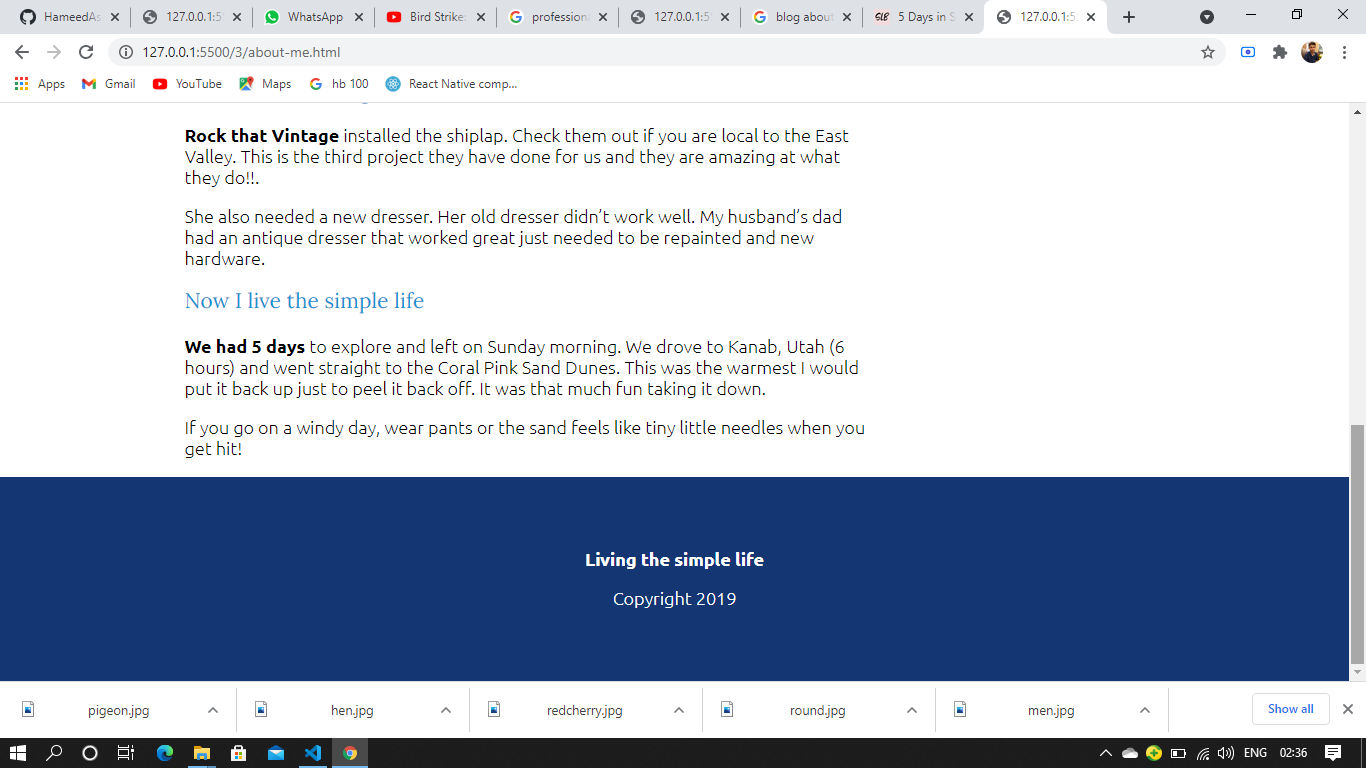 HameedAs
127.0.0.1:5
WhatsApp
Bird Strike:
professiona
127.0.0.1:5
blog about
SLB 5 Days in S
127.0.0.1:5
127.0.0.1:5500/3/about-me.html
Apps
Gmail
YouTube
Maps
hb 100
React Native comp...
Rock that Vintage installed the shiplap. Check them out if you are local to the East
Valley. This is the third project they have done for us and they are amazing at what
they do!!.
She also needed a new dresser. Her old dresser didn’t work well. My husband’s dad
had an antique dresser that worked great just needed to be repainted and new
hardware.
Now I live the simple life
We had 5 days to explore and left on Sunday morning. We drove to Kanab, Utah (6
hours) and went straight to the Coral Pink Sand Dunes. This was the warmest I would
put it back up just to peel it back off. It was that much fun taking it down.
If you go on a windy day, wear pants or the sand feels like tiny little needles when you
get hit!
Living the simple life
Copyright 2019
pigeon.jpg
hen.jpg
redcherry.jpg
round.jpg
men.jpg
Show all
ENG
02:36